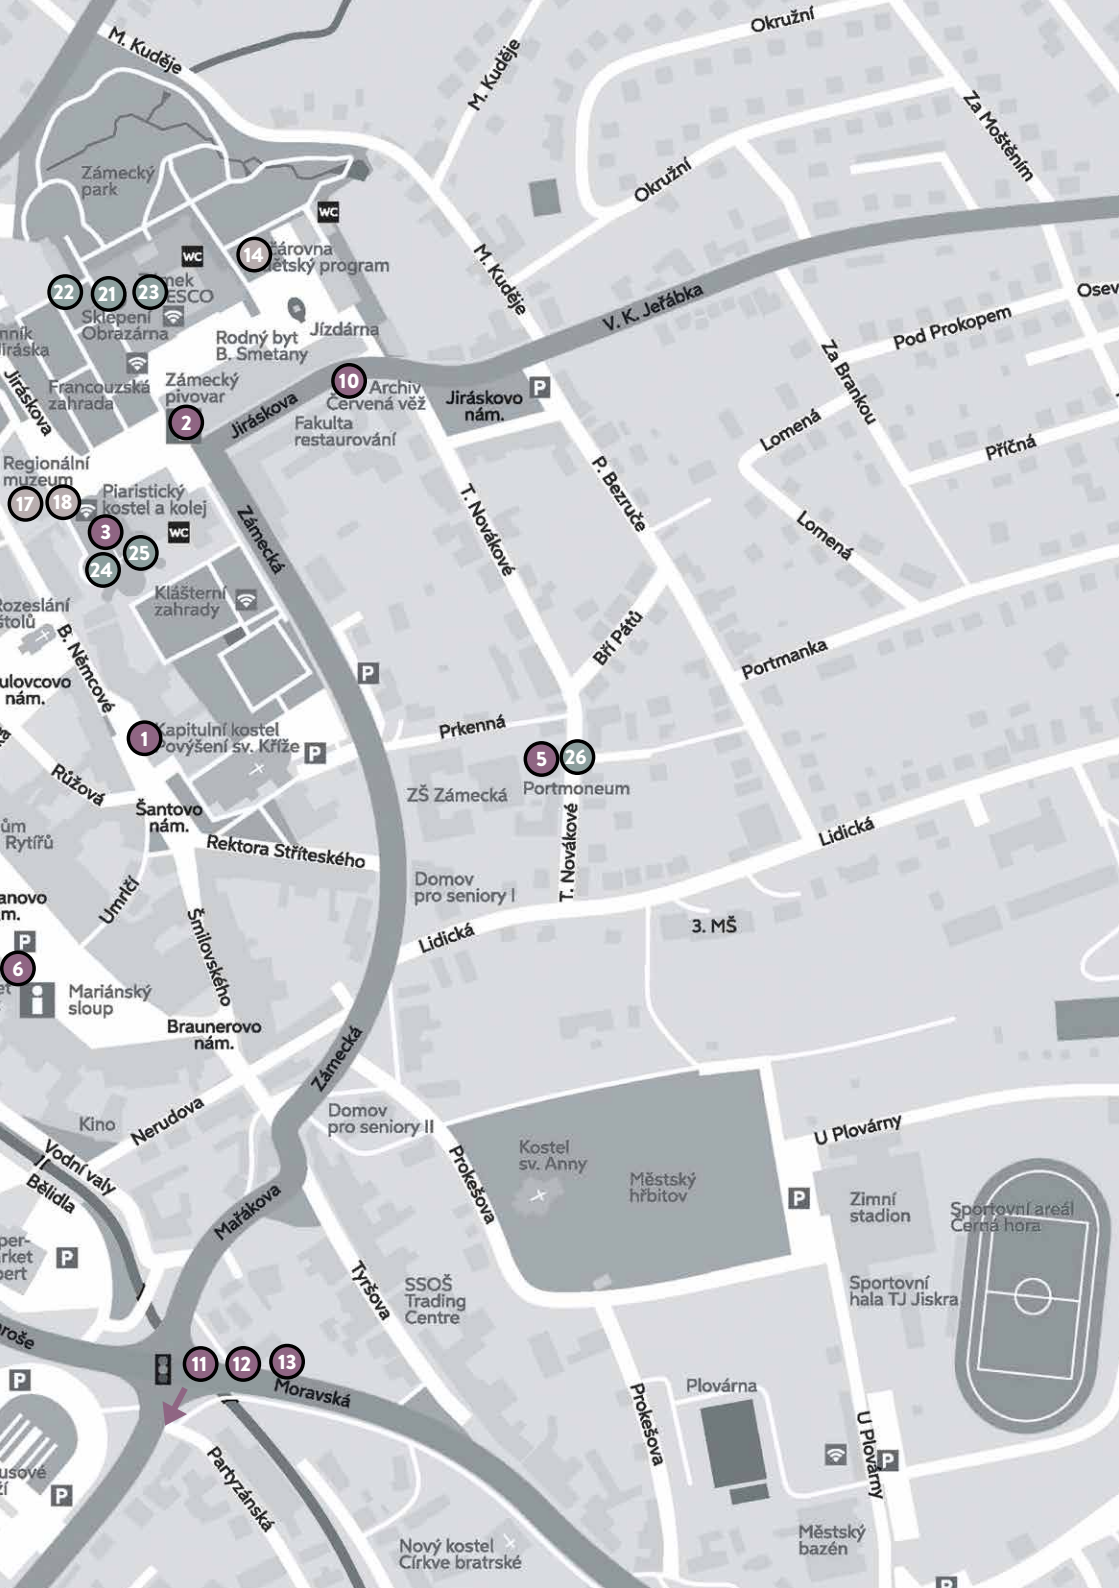 M. Kuděje
Okružní
M. Kuděje
Za Moštěním
Zámecký
park
Okružní
WC
M. Kuděje
WC
14
dětský program
22
21
23
Zámek
UNESCO
Sklepení
Obrazárna
Jízdárna
Rodný byt
B. Smetany
V. K. Jeřábka
Pod Prokopem
Osev
Za Brankou
Jiráskova
Francouzská
zahrada
Zámecký
pivovar
2
10
Archiv
Červená věž
Jiráskova
Fakulta
restaurování
Jiráskovo
nám.
P
Lomená
Příčná
Regionální
muzeum
17
18
Piaristický
kostel a kolej
3
25
24
WC
Zámecká
T. Novákové
P. Bezruče
Lomená
Klášterní
zahrady
B. Němcové
Bří Pátů
Portmanka
ulovcovo
nám.
P
1
Kapitulní kostel
Povýšení sv. Kříže
P
Prkenná
5
26
Portmoneum
Růžová
Šantovo
nám.
ZŠ Zámecká
Rektora Stříteského
T. Novákové
Lidická
Rytířů
Umrlčí
Domov
pro seniory I
anovo
P
6
Šmilovského
Lidická
3. MŠ
i
Mariánský
sloup
Braunerovo
nám.
Zámecká
Kino
Nerudova
Domov
pro seniory II
U Plovárny
Vodní valy
Bělidla
Prokešova
Kostel
sv. Anny
Městský
hřbitov
P
Zimní
stadion
Sportovní areál
Černá hora
Mařákova
P
Tyršova
SSOŠ
Trading
Centre
Sportovní
hala TJ Jiskra
11
12
13
P
Moravská
Prokešova
Plovárna
U Plovárny
P
Partyzánská
P
Nový kostel
Církve bratrské
Městský
bazén
P